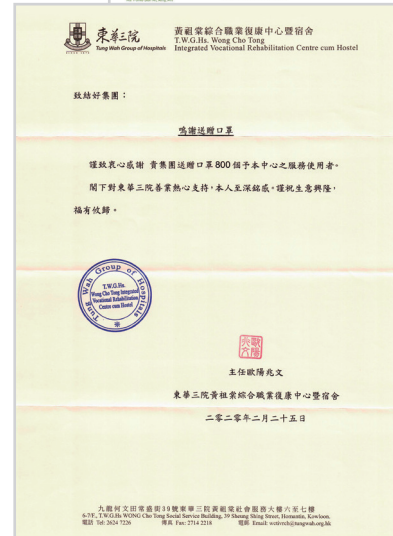 東華三院
Tung Wah Group of Hospitals
黃祖棠綜合職業復康中心暨宿舍
T.W.G.Hs. Wong Cho Tong
Integrated Vocational Rehabilitation Centre cum Hostel
致結好集團：
鳴謝送贈口罩
謹致衷心感謝 貴集團送贈口罩800個予本中心之服務使用者。
閣下對東華三院善業熱心支持，本人至深銘感。謹祝生意興隆，
福有攸歸。
Tung Wah Group of Hospitals
T.W.G.Hs.
Wong Cho Tong Integrated
Vocational Rehabilitation
Centre cum Hostel
主任歐陽兆文
東華三院黃祖棠綜合職業復康中心暨宿舍
二零二零年二月二十五日
九龍何文田常盛街39號東華三院黃祖棠社會服務大樓六至七樓
6-7/F., T.W.G.Hs WONG Cho Tong Social Service Building, 39 Sheung Shing Street, Homantin, Kowloon.
電話 Tel: 2624 7226 傳真 Fax: 2714 2218 電郵 Email: wctivrch@tungwah.org.hk